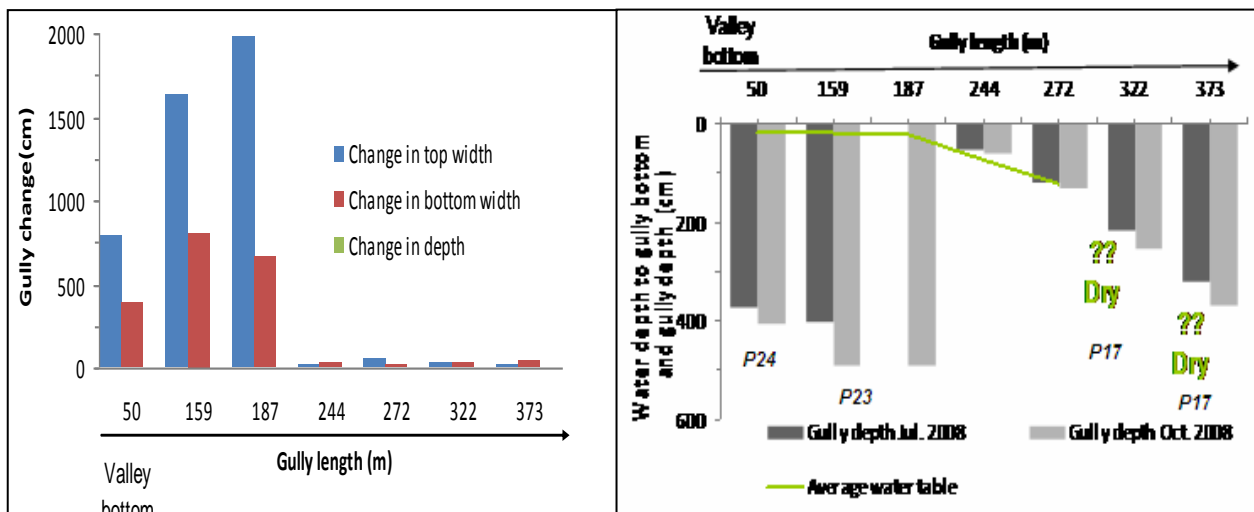 2000
1500
1000
500
0
Gully change(cm)
Change in top width
Change in bottom width
Change in depth
50 159 187 244 272 322 373
Gully length (m)
Valley
bottom
Valley
bottom
Gully length (m)
50 159 187 244 272 322 373
0
200
400
600
Water depth to gully bottom
and gully depth (cm)
??
Dry
??
Dry
P24
P23
P17
P17
Gully depth Jul. 2008
Gully depth Oct. 2008
Average water table